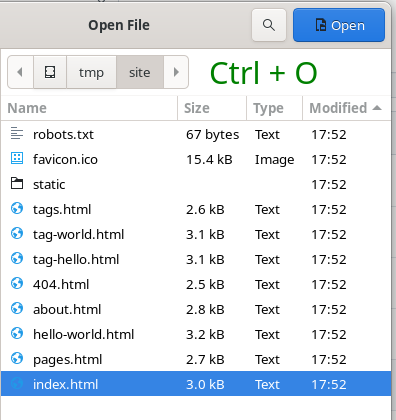 Open File
Open
tmp site
Ctrl + O
Name Size Type Modified
robots.txt 67 bytes Text 17:52
favicon.ico 15.4 kB Image 17:52
static 17:52
tags.html 2.6 kB Text 17:52
tag-world.html 3.1 kB Text 17:52
tag-hello.html 3.1 kB Text 17:52
404.html 2.5 kB Text 17:52
about.html 2.8 kB Text 17:52
hello-world.html 3.2 kB Text 17:52
pages.html 2.7 kB Text 17:52
index.html 3.0 kB Text 17:52